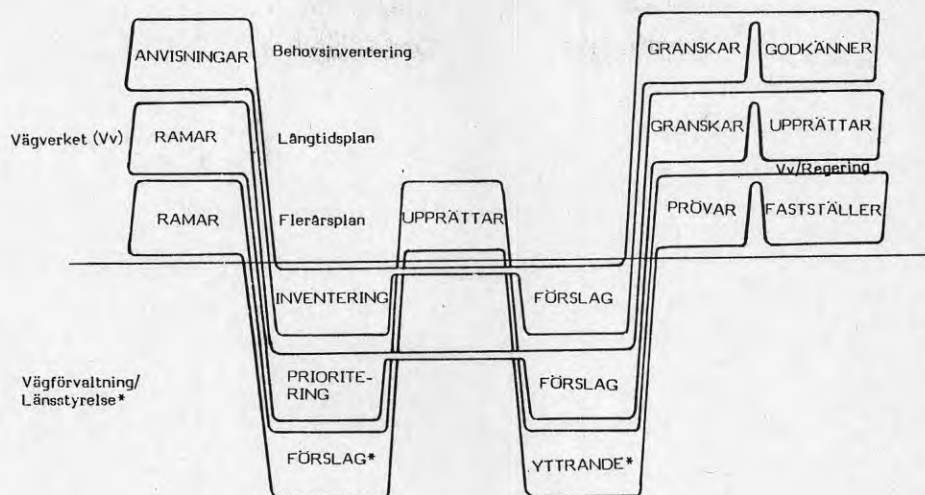 ANVISNINGAR
Behovsinventering
GRANSKAR
GODKÄNNER
Vägverket (Vv)
RAMAR
Långtidsplan
GRANSKAR
UPPRÄTTAR
Vv/Regering
RAMAR
Flerårsplan
UPPRÄTTAR
PRÖVAR
FASTSTÄLLER
INVENTERING
FÖRSLAG
Vägförvaltning/
Länsstyrelse*
PRIORITE-
RING
FÖRSLAG
FÖRSLAG*
YTTRANDE*